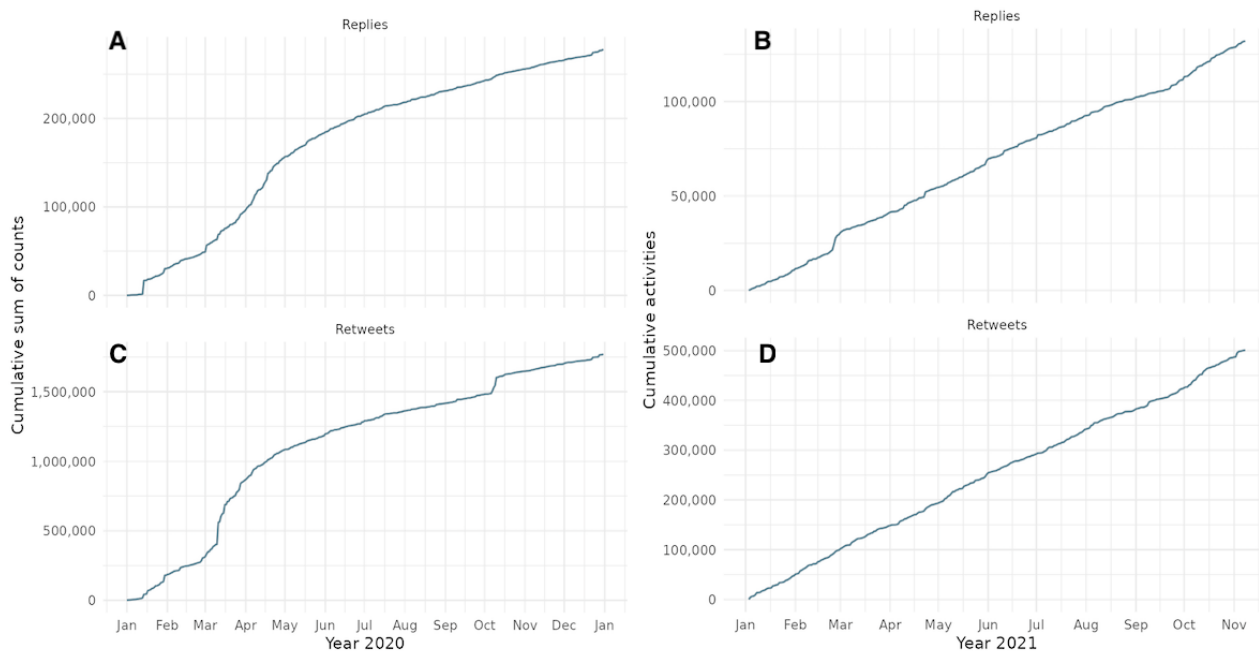 Replies
A
200,000
100,000
0
Retweets
C
1,500,000
1,000,000
500,000
0
Jan Feb Mar Apr May Jun Jul Aug Sep Oct Nov Dec Jan
Year 2020
Cumulative sum of counts
Replies
B
100,000
50,000
0
Retweets
D
500,000
400,000
300,000
200,000
100,000
0
Jan Feb Mar Apr May Jun Jul Aug Sep Oct Nov
Year 2021
Cumulative activities